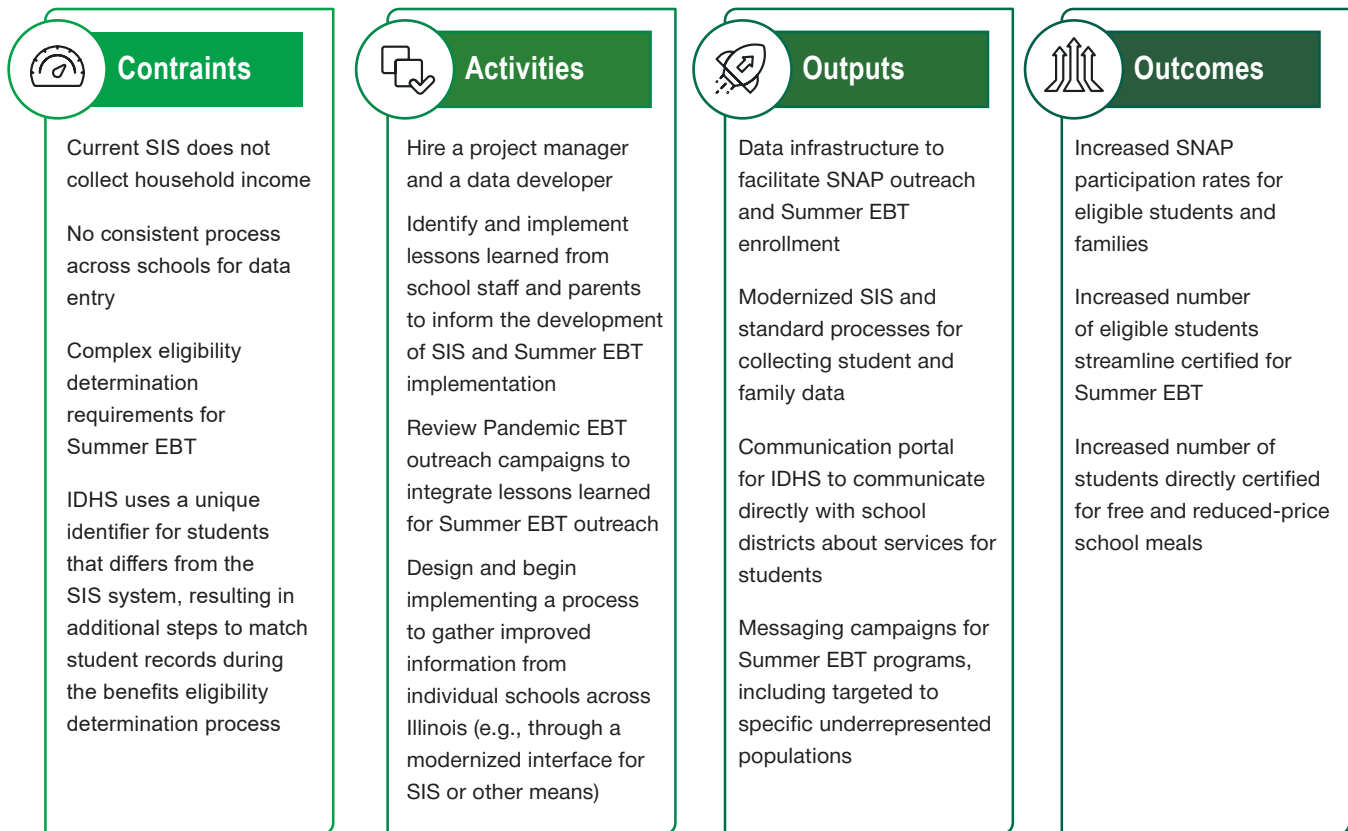 Contraints
Current SIS does not
collect household income
No consistent process
across schools for data
entry
Complex eligibility
determination
requirements for
Summer EBT
IDHS uses a unique
identifier for students
that differs from the
SIS system, resulting in
additional steps to match
student records during
the benefits eligibility
determination process
Activities
Hire a project manager
and a data developer
Identify and implement
lessons learned from
school staff and parents
to inform the development
of SIS and Summer EBT
implementation
Review Pandemic EBT
outreach campaigns to
integrate lessons learned
for Summer EBT outreach
Design and begin
implementing a process
to gather improved
information from
individual schools across
Illinois (e.g., through a
modernized interface for
SIS or other means)
Outputs
Data infrastructure to
facilitate SNAP outreach
and Summer EBT
enrollment
Modernized SIS and
standard processes for
collecting student and
family data
Communication portal
for IDHS to communicate
directly with school
districts about services for
students
Messaging campaigns for
Summer EBT programs,
including targeted to
specific underrepresented
populations
Outcomes
Increased SNAP
participation rates for
eligible students and
families
Increased number
of eligible students
streamline certified for
Summer EBT
Increased number of
students directly certified
for free and reduced-price
school meals